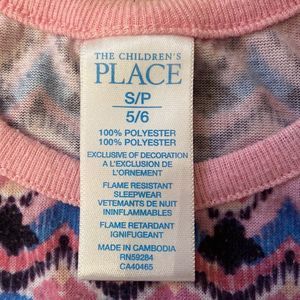 THE CHILDREN'S
PLACE
S/P
5/6
100% POLYESTER
100% POLYESTER
EXCLUSIVE OF DECORATION
A L'EXCLUSION DE
L'ORNEMENT
FLAME RESISTANT
SLEEPWEAR
VETEMENTS DE NUIT
ININFLAMMABLES
FLAME RETARDANT
IGNIFUGEANT
MADE IN CAMBODIA
RN59284
CA40465